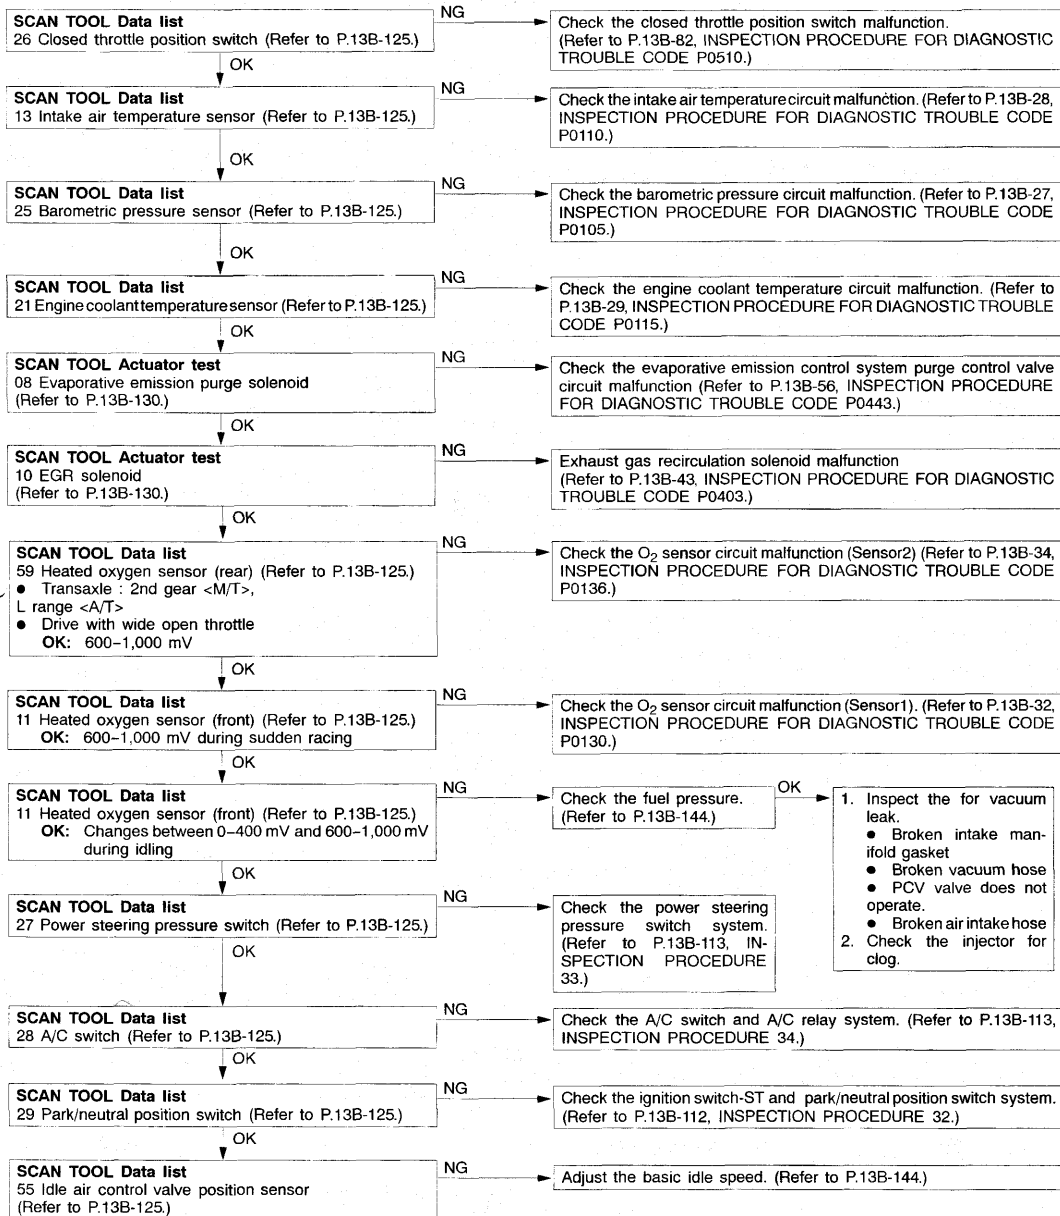 SCAN TOOL Data list
26 Closed throttle position switch (Refer to P.13B-125.)
NG
Check the closed throttle position switch malfunction.
(Refer to P.13B-82, INSPECTION PROCEDURE FOR DIAGNOSTIC
TROUBLE CODE P0510.)
OK
SCAN TOOL Data list
13 Intake air temperature sensor (Refer to P.13B-125.)
NG
Check the intake air temperature circuit malfunction. (Refer to P.13B-28,
INSPECTION PROCEDURE FOR DIAGNOSTIC TROUBLE CODE
P0110.)
OK
SCAN TOOL Data list
25 Barometric pressure sensor (Refer to P.13B-125.)
NG
Check the barometric pressure circuit malfunction. (Refer to P.13B-27,
INSPECTION PROCEDURE FOR DIAGNOSTIC TROUBLE CODE
P0105.)
OK
SCAN TOOL Data list
21 Engine coolant temperature sensor (Refer to P.13B-125.)
NG
Check the engine coolant temperature circuit malfunction. (Refer to
P.13B-29, INSPECTION PROCEDURE FOR DIAGNOSTIC TROUBLE
CODE P0115.)
OK
SCAN TOOL Actuator test
08 Evaporative emission purge solenoid
(Refer to P.13B-130.)
NG
Check the evaporative emission control system purge control valve
circuit malfunction (Refer to P.13B-56, INSPECTION PROCEDURE
FOR DIAGNOSTIC TROUBLE CODE P0443.)
OK
SCAN TOOL Actuator test
10 EGR solenoid
(Refer to P.13B-130.)
NG
Exhaust gas recirculation solenoid malfunction
(Refer to P.13B-43, INSPECTION PROCEDURE FOR DIAGNOSTIC
TROUBLE CODE P0403.)
OK
SCAN TOOL Data list
59 Heated oxygen sensor (rear) (Refer to P.13B-125.)
● Transaxle : 2nd gear <M/T>,
L range <A/T>
● Drive with wide open throttle
OK: 600–1,000 mV
NG
Check the O2 sensor circuit malfunction (Sensor2) (Refer to P.13B-34,
INSPECTION PROCEDURE FOR DIAGNOSTIC TROUBLE CODE
P0136.)
OK
SCAN TOOL Data list
11 Heated oxygen sensor (front) (Refer to P.13B-125.)
OK: 600–1,000 mV during sudden racing
NG
Check the O2 sensor circuit malfunction (Sensor1). (Refer to P.13B-32,
INSPECTION PROCEDURE FOR DIAGNOSTIC TROUBLE CODE
P0130.)
OK
SCAN TOOL Data list
11 Heated oxygen sensor (front) (Refer to P.13B-125.)
OK: Changes between 0–400 mV and 600–1,000 mV
during idling
NG
Check the fuel pressure.
(Refer to P.13B-144.)
OK
1. Inspect the for vacuum
leak.
● Broken intake man-
ifold gasket
● Broken vacuum hose
● PCV valve does not
operate.
● Broken air intake hose
2. Check the injector for
clog.
OK
SCAN TOOL Data list
27 Power steering pressure switch (Refer to P.13B-125.)
NG
Check the power steering
pressure switch system.
(Refer to P.13B-113, IN-
SPECTION PROCEDURE
33.)
OK
SCAN TOOL Data list
28 A/C switch (Refer to P.13B-125.)
NG
Check the A/C switch and A/C relay system. (Refer to P.13B-113,
INSPECTION PROCEDURE 34.)
OK
SCAN TOOL Data list
29 Park/neutral position switch (Refer to P.13B-125.)
NG
Check the ignition switch-ST and park/neutral position switch system.
(Refer to P.13B-112, INSPECTION PROCEDURE 32.)
OK
SCAN TOOL Data list
55 Idle air control valve position sensor
(Refer to P.13B-125.)
NG
Adjust the basic idle speed. (Refer to P.13B-144.)